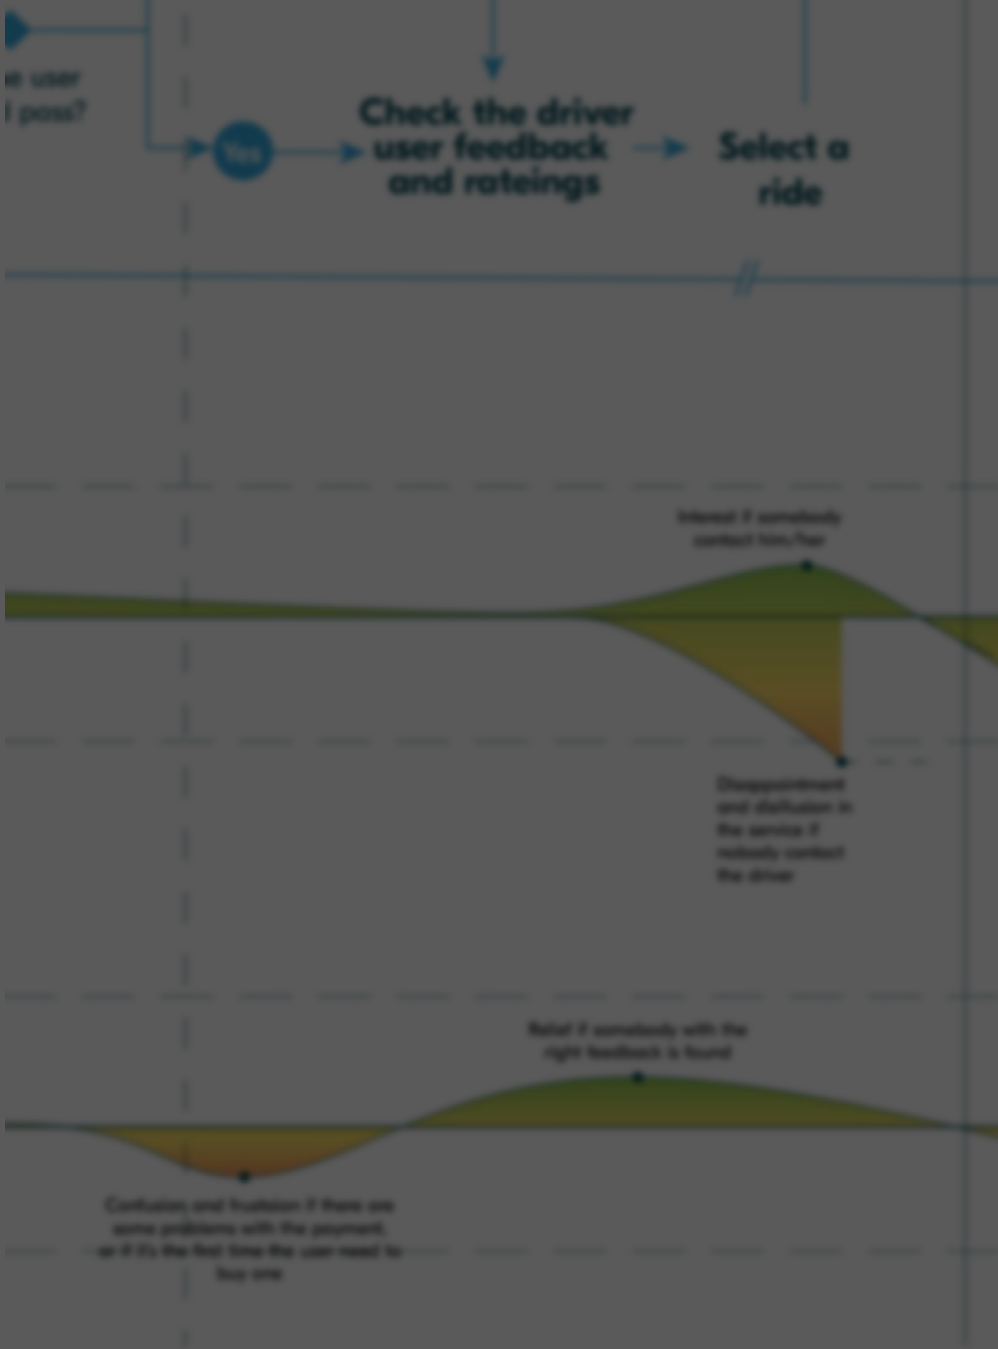 e user
pass?
Yes
Check the driver
user feedback
and rateings
Select a
ride
Interest if somebody
contact him/her
Disappointment
and disillusion in
the service if
nobody contact
the driver
Relief if somebody with the
right feedback is found
Confusion and frustsion if there are
some problems with the payment,
or if it's the first time the user need to
buy one